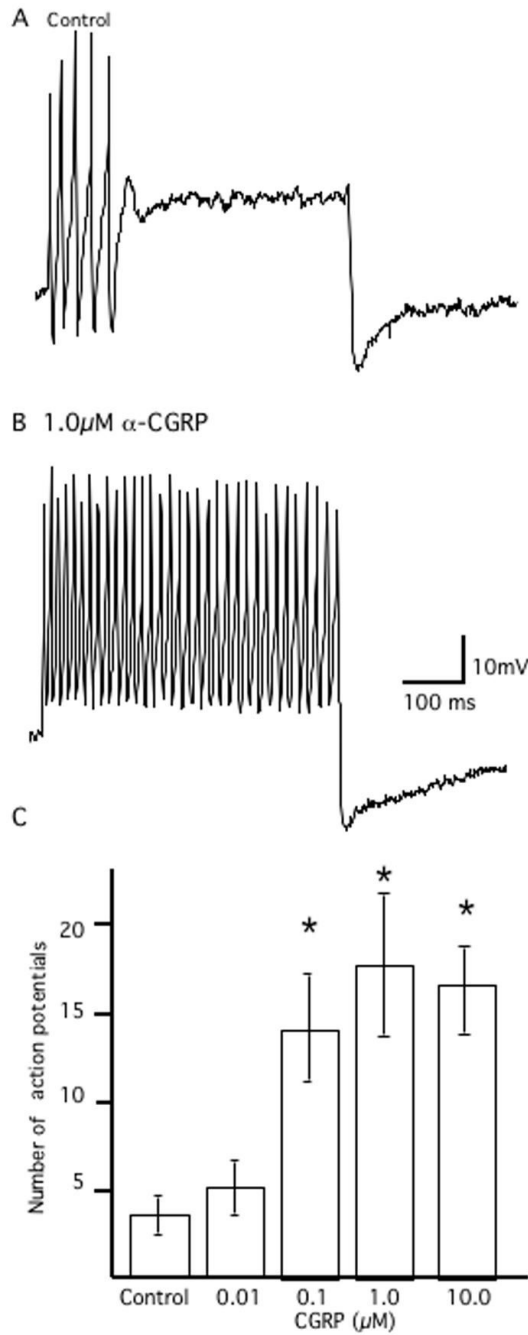 A Control
B 1.0µM α-CGRP
10mV
100 ms
C
Number of action potentials
20
15
10
5
* * *
Control 0.01 0.1 1.0 10.0
CGRP (µM)